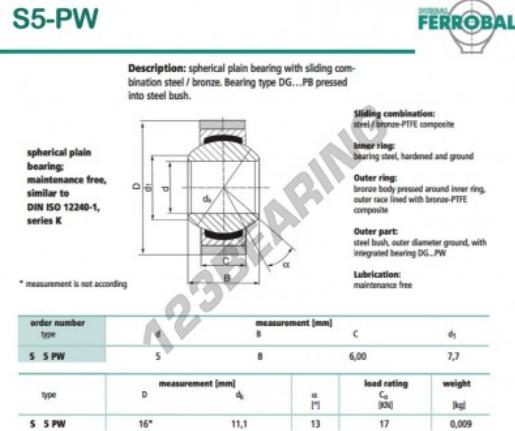 S5-PW
DURBAL
FERROBAL
Description: spherical plain bearing with sliding com-
bination steel / bronze. Bearing type DG...PB pressed
into steel bush.
Sliding combination:
steel / bronze-PTFE composite
Inner ring:
bearing steel, hardened and ground
Outer ring:
bronze body pressed around inner ring,
outer race lined with bronze-PTFE
composite
Outer part:
steel bush, outer diameter ground, with
integrated bearing DG...PW
Lubrication:
maintenance free
spherical plain
bearing;
maintenance free,
similar to
DIN ISO 12240-1,
series K
D
d1
d
dk
C
B
α
* measurement is not according
123BEARING
order number measurement [mm]
type d B C d1
S 5 PW 5 8 6,00 7,7
measurement [mm] load rating weight
type D dk α C0
[°] [KN] [kg]
S 5 PW 16* 11,1 13 17 0,009